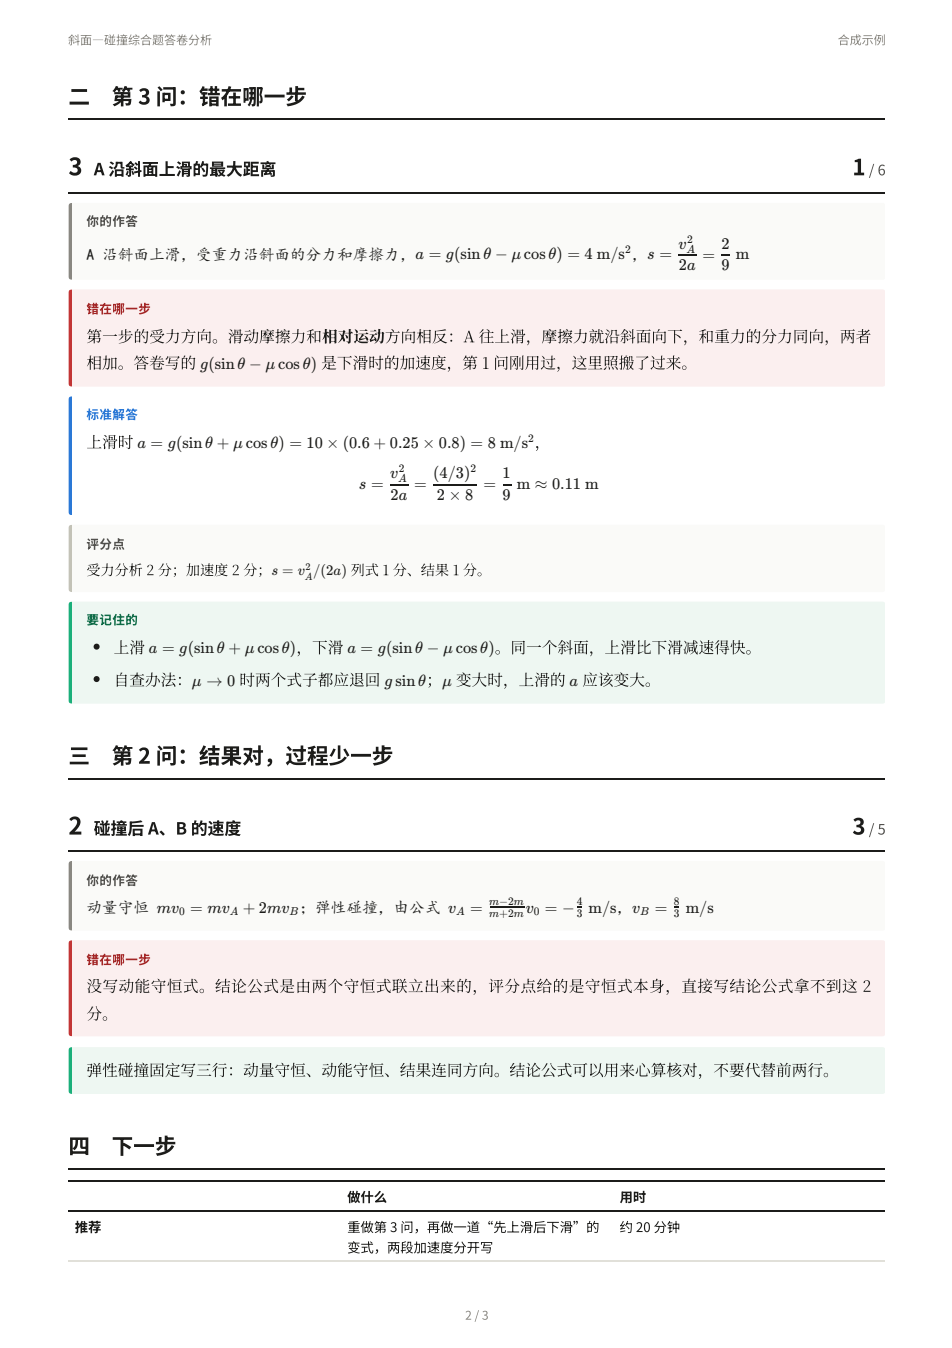 斜面—碰撞综合题答卷分析 合成示例
二 第 3 问：错在哪一步
3 A 沿斜面上滑的最大距离 1 / 6
你的作答
A 沿斜面上滑，受重力沿斜面的分力和摩擦力，a = g(sin θ − μ cos θ) = 4 m/s²，s = v_A²/2a = 2/9 m
错在哪一步
第一步的受力方向。滑动摩擦力和相对运动方向相反：A 往上滑，摩擦力就沿斜面向下，和重力的分力同向，两者
相加。答卷写的 g(sin θ − μ cos θ) 是下滑时的加速度，第 1 问刚用过，这里照搬了过来。
标准解答
上滑时 a = g(sin θ + μ cos θ) = 10 × (0.6 + 0.25 × 0.8) = 8 m/s²，
s = v_A²/2a = (4/3)²/(2 × 8) = 1/9 m ≈ 0.11 m
评分点
受力分析 2 分；加速度 2 分；s = v_A²/(2a) 列式 1 分、结果 1 分。
要记住的
• 上滑 a = g(sin θ + μ cos θ)，下滑 a = g(sin θ − μ cos θ)。同一个斜面，上滑比下滑减速得快。
• 自查办法：μ → 0 时两个式子都应退回 g sin θ；μ 变大时，上滑的 a 应该变大。
三 第 2 问：结果对，过程少一步
2 碰撞后 A、B 的速度 3 / 5
你的作答
动量守恒 mv₀ = mv_A + 2mv_B；弹性碰撞，由公式 v_A = (m−2m)/(m+2m) v₀ = −4/3 m/s，v_B = 8/3 m/s
错在哪一步
没写动能守恒式。结论公式是由两个守恒式联立出来的，评分点给的是守恒式本身，直接写结论公式拿不到这 2
分。
弹性碰撞固定写三行：动量守恒、动能守恒、结果连同方向。结论公式可以用来心算核对，不要代替前两行。
四 下一步
做什么 用时
推荐 重做第 3 问，再做一道“先上滑后下滑”的 约 20 分钟
变式，两段加速度分开写
2 / 3